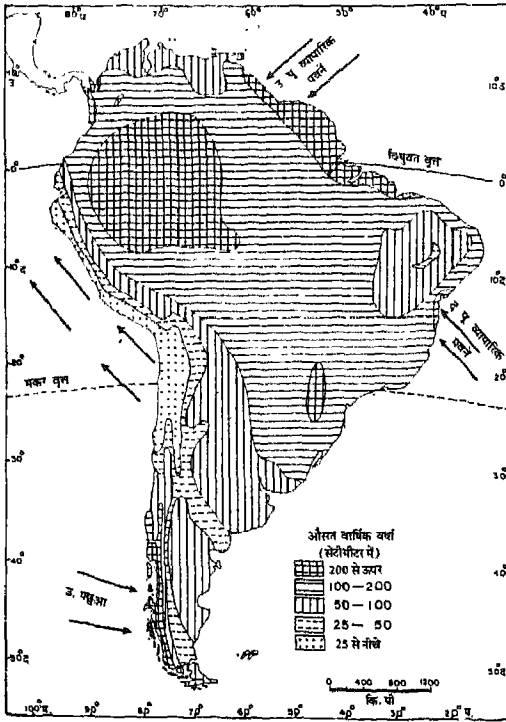 80°प 70° 60° 50° 40°प
उ पू व्यापारिक
पवनें
10°उ
विषुवत वृत्त
0° 0°
10°द 10°द
द पू व्यापारिक
पवनें
20° 20°
मकर वृत्त
30° 30°
औसत वार्षिक वर्षा
(सेंटीमीटर में)
200 से ऊपर
100-200
50-100
25-50
25 से नीचे
40° 40°
उ. पछुआ
50°द 50°द
0 400 800 1200
कि. मी
100°प 90° 80° 70° 60° 50° 40° 30° 20°प.